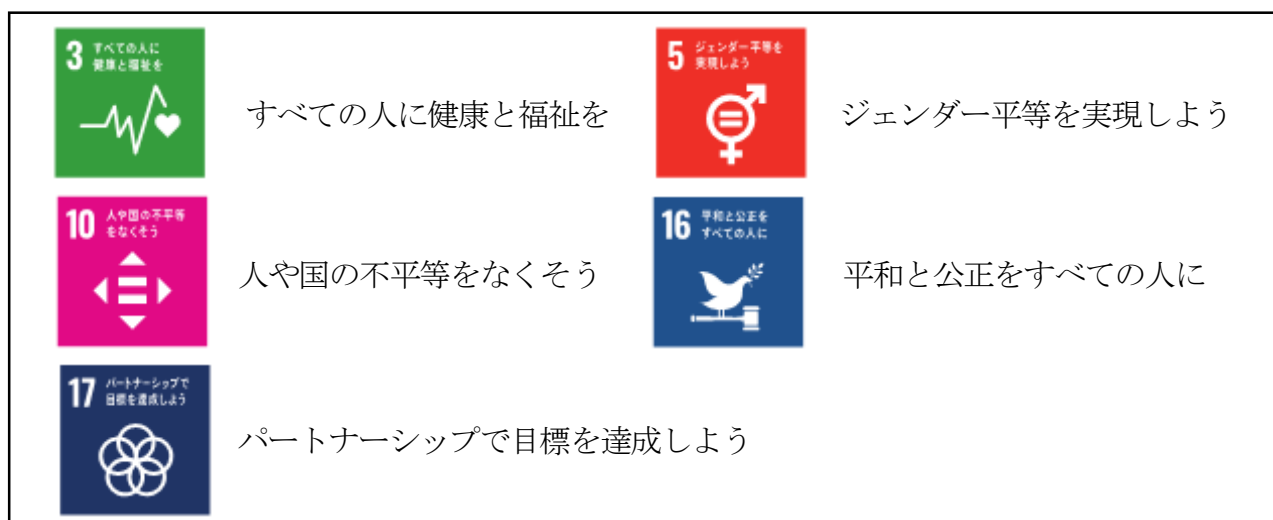 3 すべての人に
健康と福祉を
すべての人に健康と福祉を
5 ジェンダー平等を
実現しよう
ジェンダー平等を実現しよう
10 人や国の不平等
をなくそう
人や国の不平等をなくそう
16 平和と公正を
すべての人に
平和と公正をすべての人に
17 パートナーシップで
目標を達成しよう
パートナーシップで目標を達成しよう